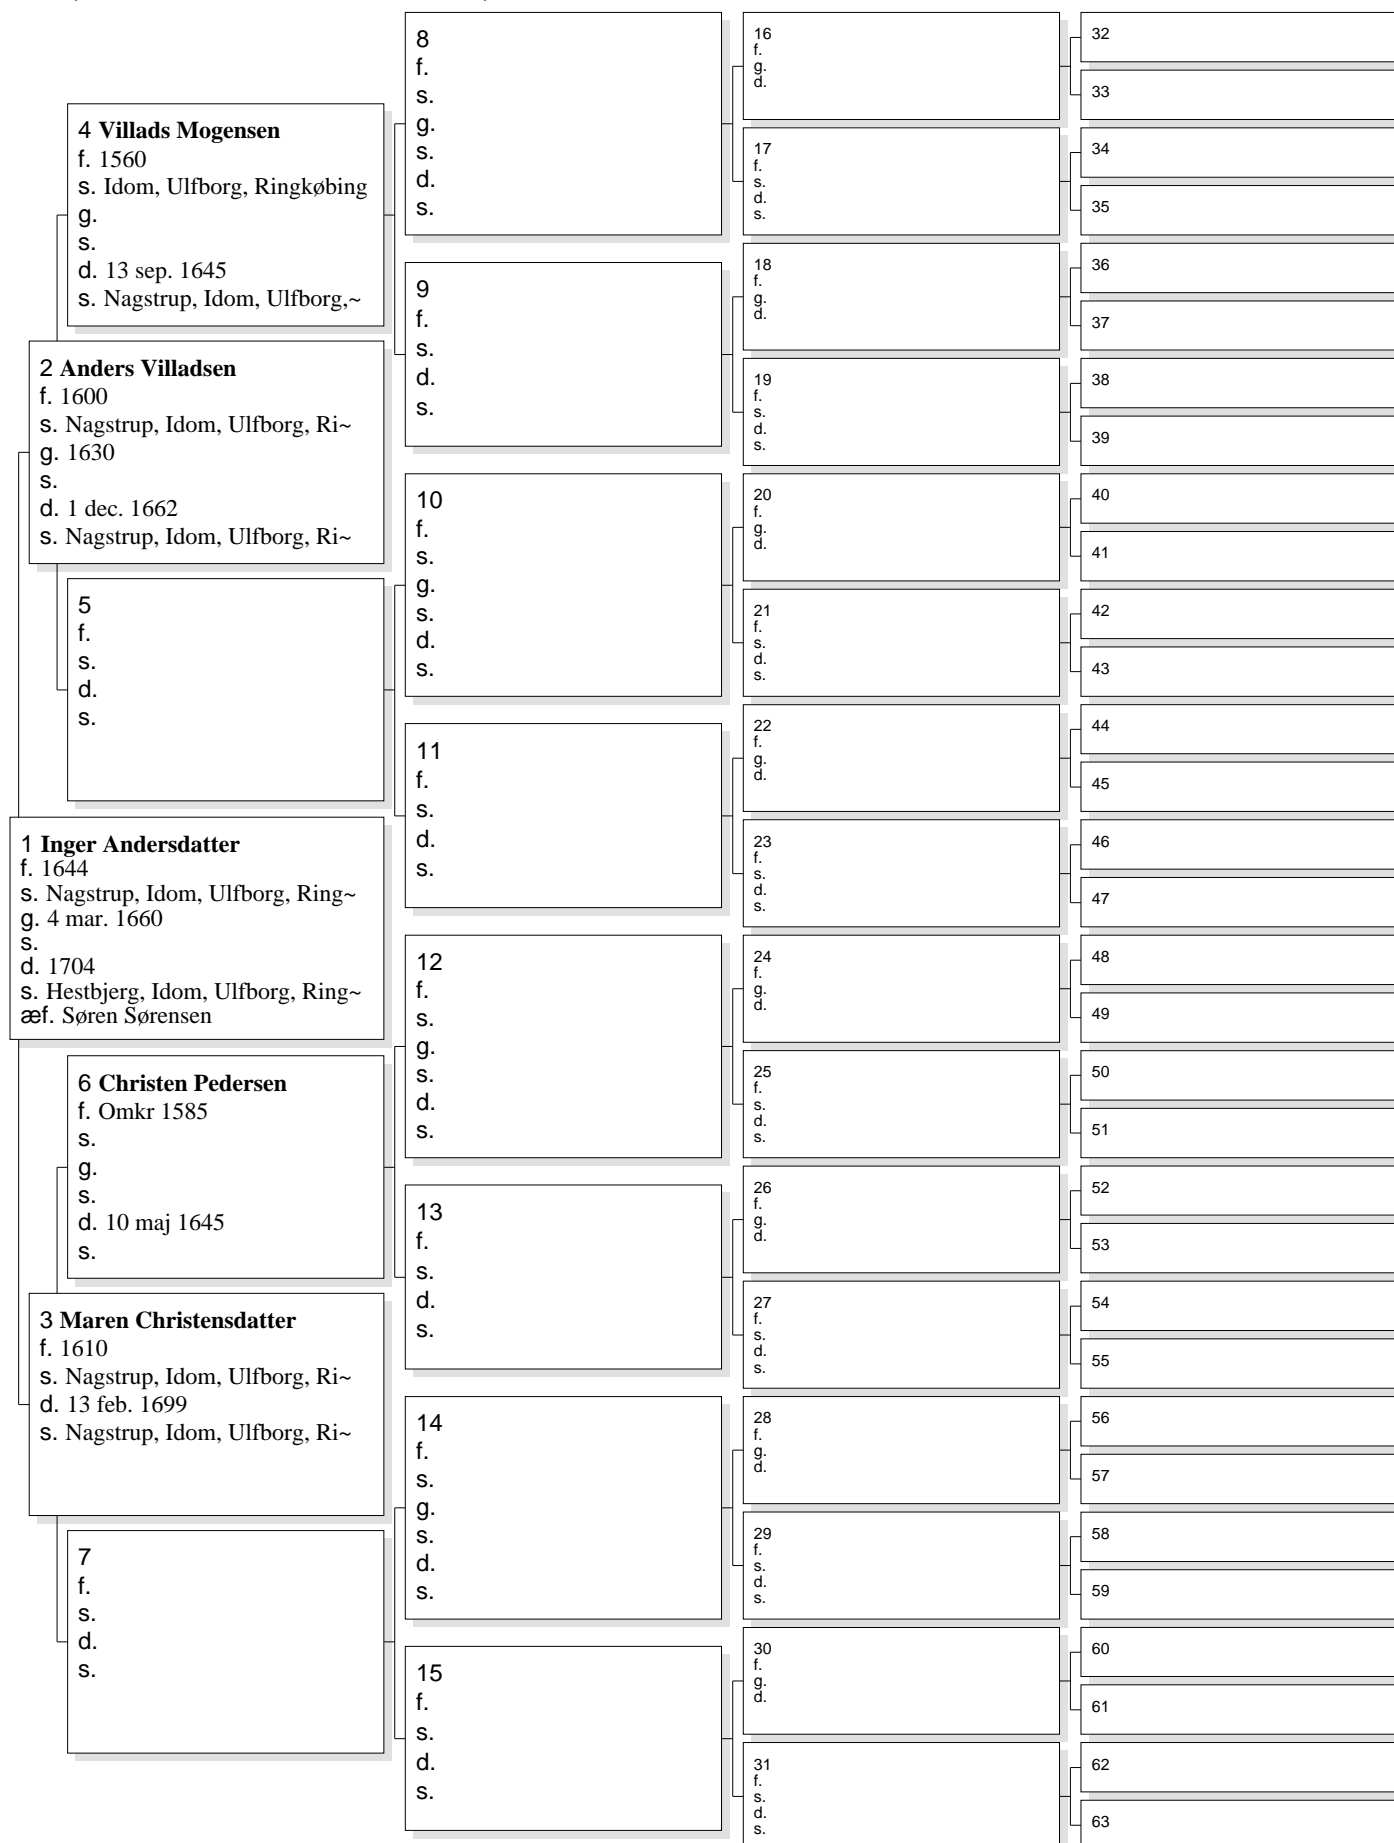 4 Villads Mogensen
f. 1560
s. Idom, Ulfborg, Ringkøbing
g.
s.
d. 13 sep. 1645
s. Nagstrup, Idom, Ulfborg,~
2 Anders Villadsen
f. 1600
s. Nagstrup, Idom, Ulfborg, Ri~
g. 1630
s.
d. 1 dec. 1662
s. Nagstrup, Idom, Ulfborg, Ri~
5
f.
s.
d.
s.
1 Inger Andersdatter
f. 1644
s. Nagstrup, Idom, Ulfborg, Ring~
g. 4 mar. 1660
s.
d. 1704
s. Hestbjerg, Idom, Ulfborg, Ring~
æf. Søren Sørensen
6 Christen Pedersen
f. Omkr 1585
s.
g.
s.
d. 10 maj 1645
s.
3 Maren Christensdatter
f. 1610
s. Nagstrup, Idom, Ulfborg, Ri~
d. 13 feb. 1699
s. Nagstrup, Idom, Ulfborg, Ri~
7
f.
s.
d.
s.
8
f.
s.
g.
s.
d.
s.
9
f.
s.
d.
s.
10
f.
s.
g.
s.
d.
s.
11
f.
s.
d.
s.
12
f.
s.
g.
s.
d.
s.
13
f.
s.
d.
s.
14
f.
s.
g.
s.
d.
s.
15
f.
s.
d.
s.
16
f.
g.
d.
17
f.
s.
d.
s.
18
f.
g.
d.
19
f.
s.
d.
s.
20
f.
g.
d.
21
f.
s.
d.
s.
22
f.
g.
d.
23
f.
s.
d.
s.
24
f.
g.
d.
25
f.
s.
d.
s.
26
f.
g.
d.
27
f.
s.
d.
s.
28
f.
g.
d.
29
f.
s.
d.
s.
30
f.
g.
d.
31
f.
s.
d.
s.
32
33
34
35
36
37
38
39
40
41
42
43
44
45
46
47
48
49
50
51
52
53
54
55
56
57
58
59
60
61
62
63